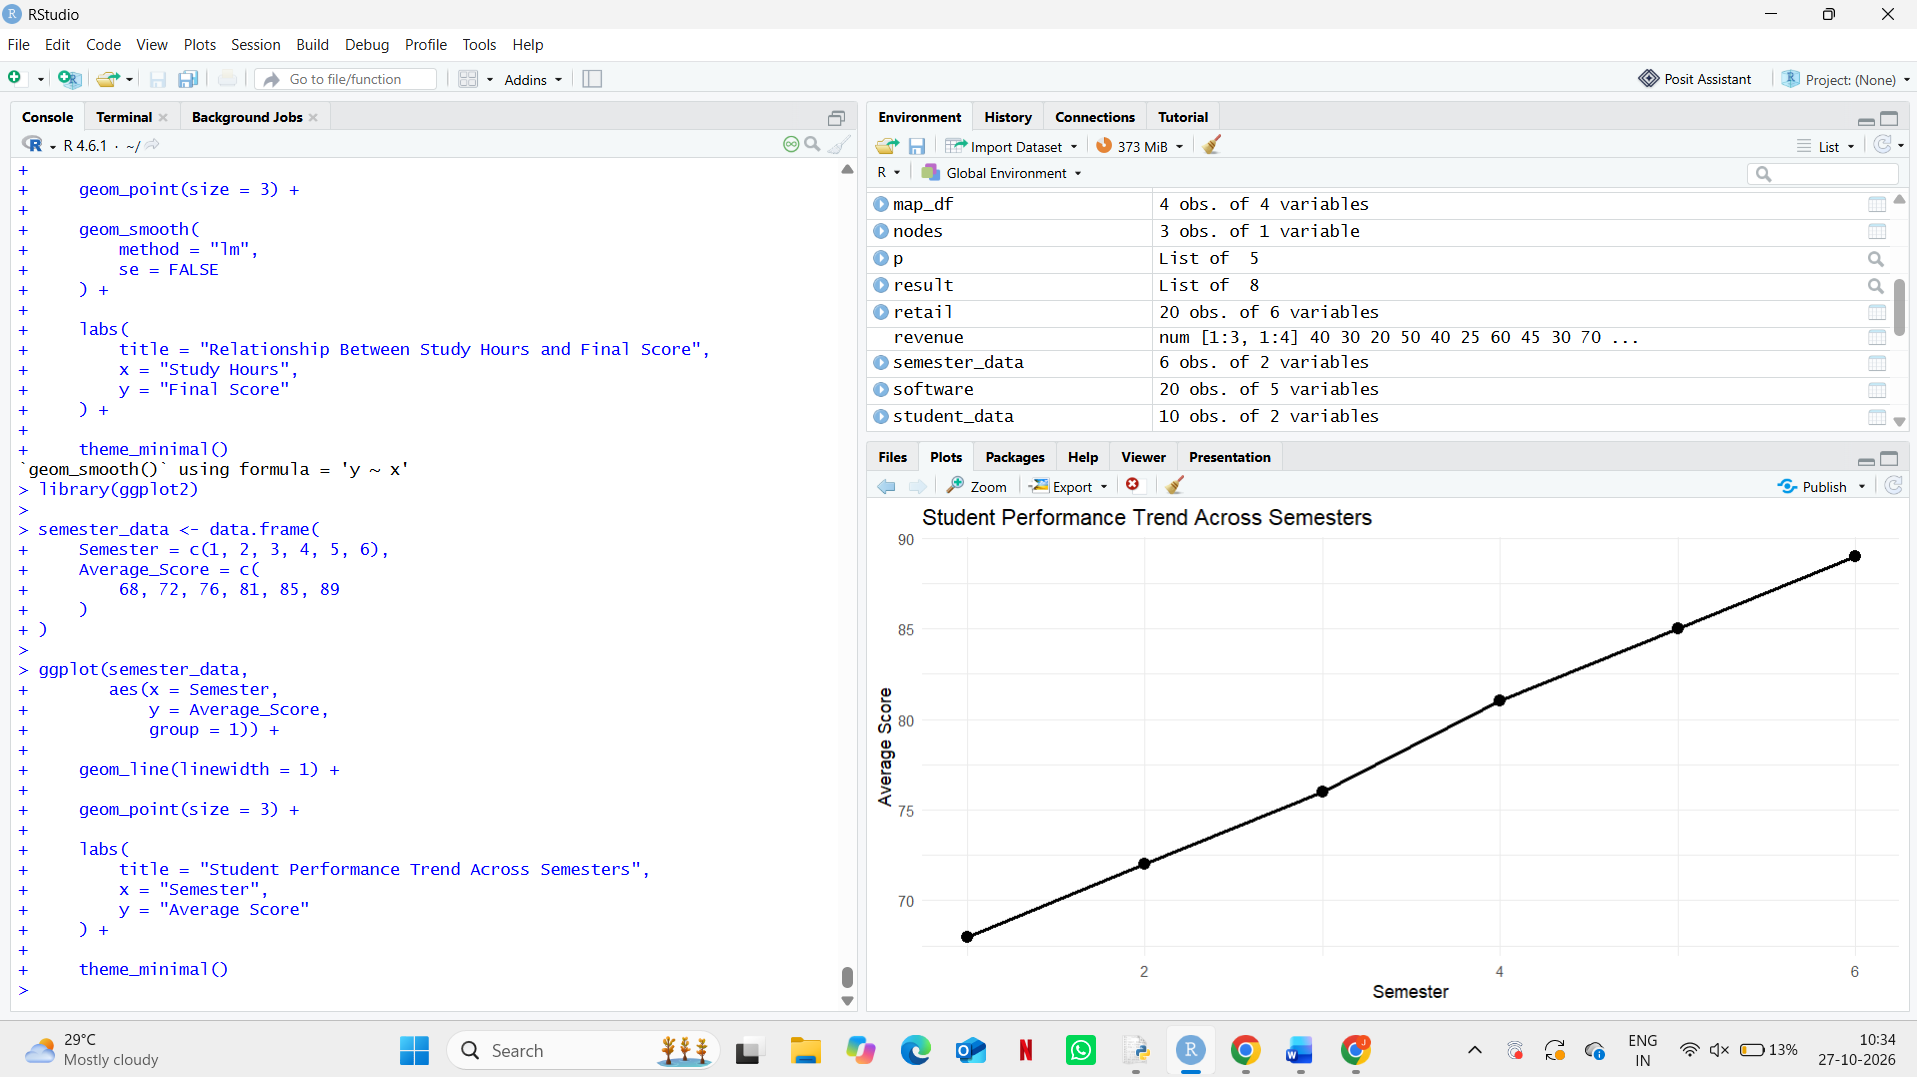 RStudio
File Edit Code View Plots Session Build Debug Profile Tools Help
Go to file/function Addins Posit Assistant Project: (None)
Console Terminal Background Jobs
R 4.6.1 · ~/
+
+ geom_point(size = 3) +
+
+ geom_smooth(
+ method = "lm",
+ se = FALSE
+ ) +
+
+ labs(
+ title = "Relationship Between Study Hours and Final Score",
+ x = "Study Hours",
+ y = "Final Score"
+ ) +
+
+ theme_minimal()
`geom_smooth()` using formula = 'y ~ x'
> library(ggplot2)
>
> semester_data <- data.frame(
+ Semester = c(1, 2, 3, 4, 5, 6),
+ Average_Score = c(
+ 68, 72, 76, 81, 85, 89
+ )
+ )
>
> ggplot(semester_data,
+ aes(x = Semester,
+ y = Average_Score,
+ group = 1)) +
+
+ geom_line(linewidth = 1) +
+
+ geom_point(size = 3) +
+
+ labs(
+ title = "Student Performance Trend Across Semesters",
+ x = "Semester",
+ y = "Average Score"
+ ) +
+
+ theme_minimal()
>
Environment History Connections Tutorial
Import Dataset 373 MiB List
R Global Environment
map_df 4 obs. of 4 variables
nodes 3 obs. of 1 variable
p List of 5
result List of 8
retail 20 obs. of 6 variables
revenue num [1:3, 1:4] 40 30 20 50 40 25 60 45 30 70 ...
semester_data 6 obs. of 2 variables
software 20 obs. of 5 variables
student_data 10 obs. of 2 variables
Files Plots Packages Help Viewer Presentation
Zoom Export Publish
Student Performance Trend Across Semesters
90
85
80
75
70
Average Score
2 4 6
Semester
29°C
Mostly cloudy
Search
ENG
IN
13%
10:34
27-10-2026